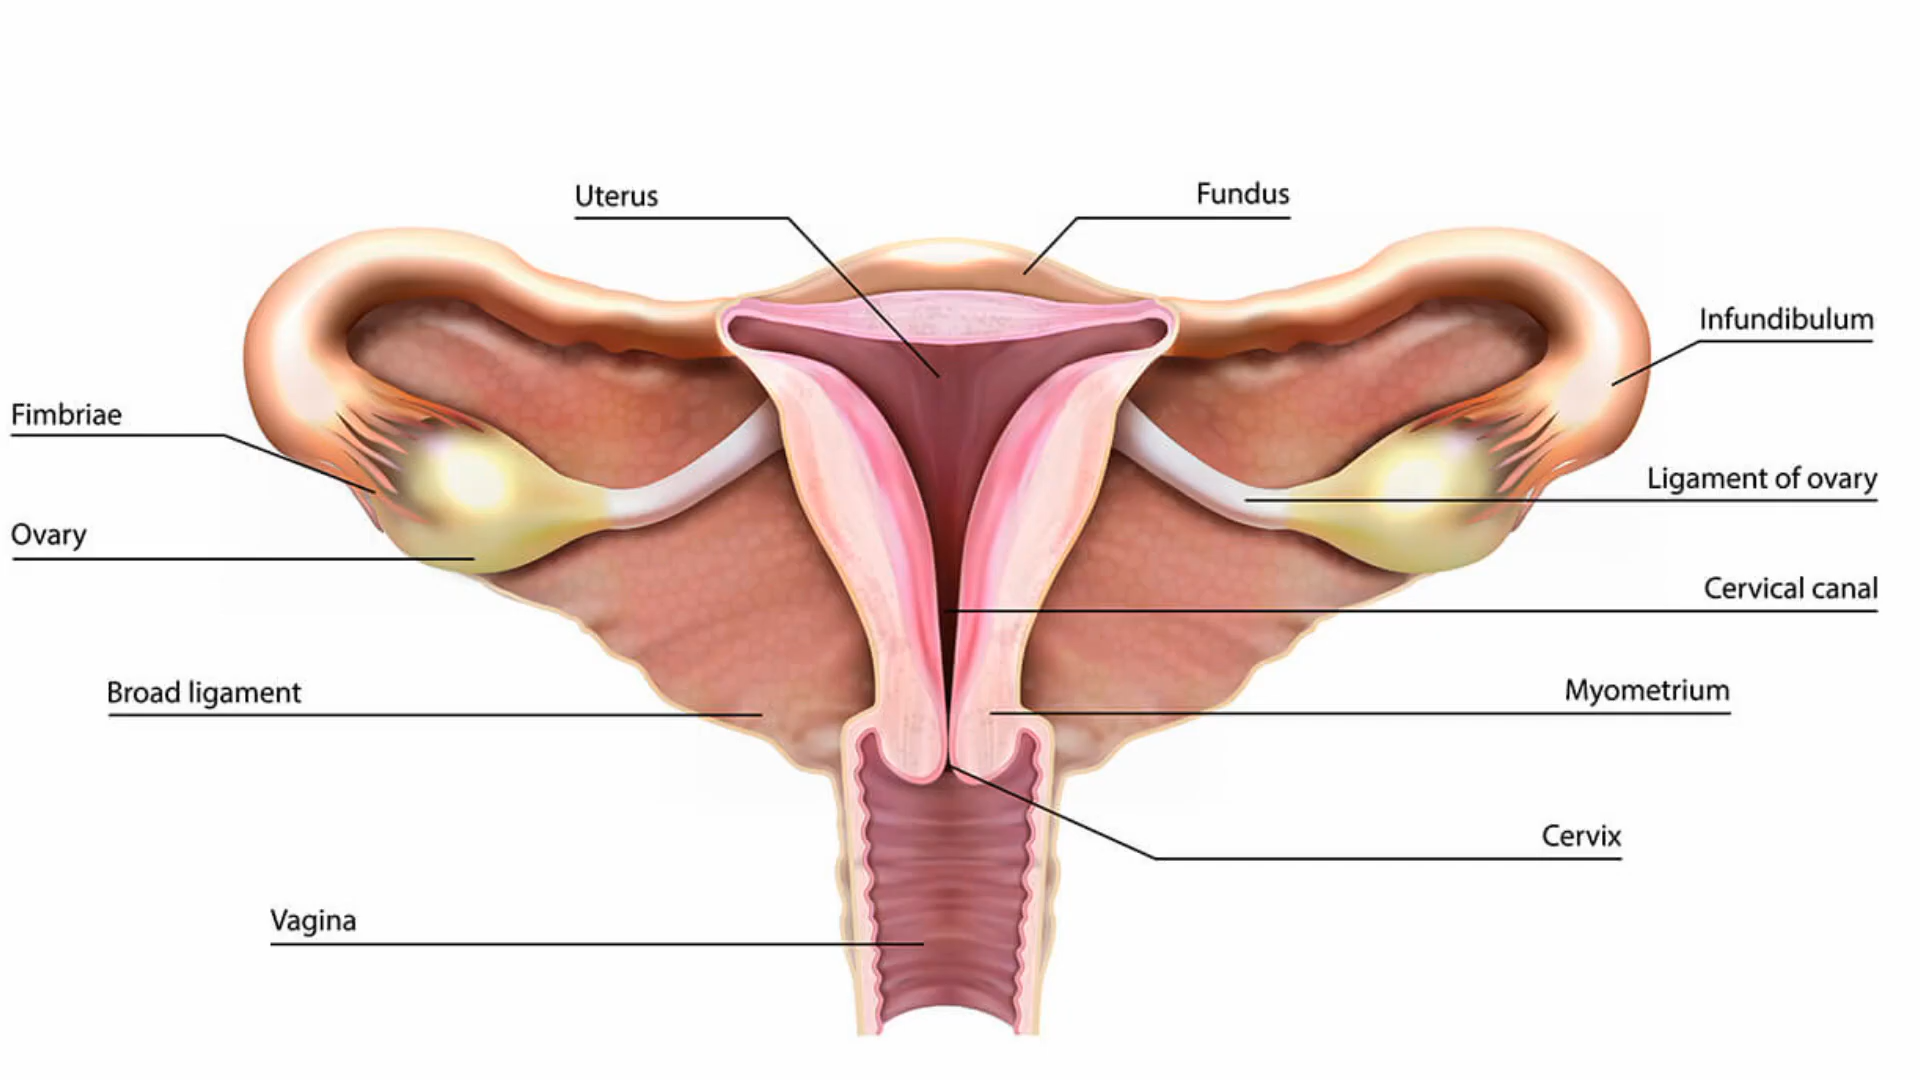 Uterus
Fundus
Infundibulum
Fimbriae
Ligament of ovary
Ovary
Cervical canal
Broad ligament
Myometrium
Cervix
Vagina